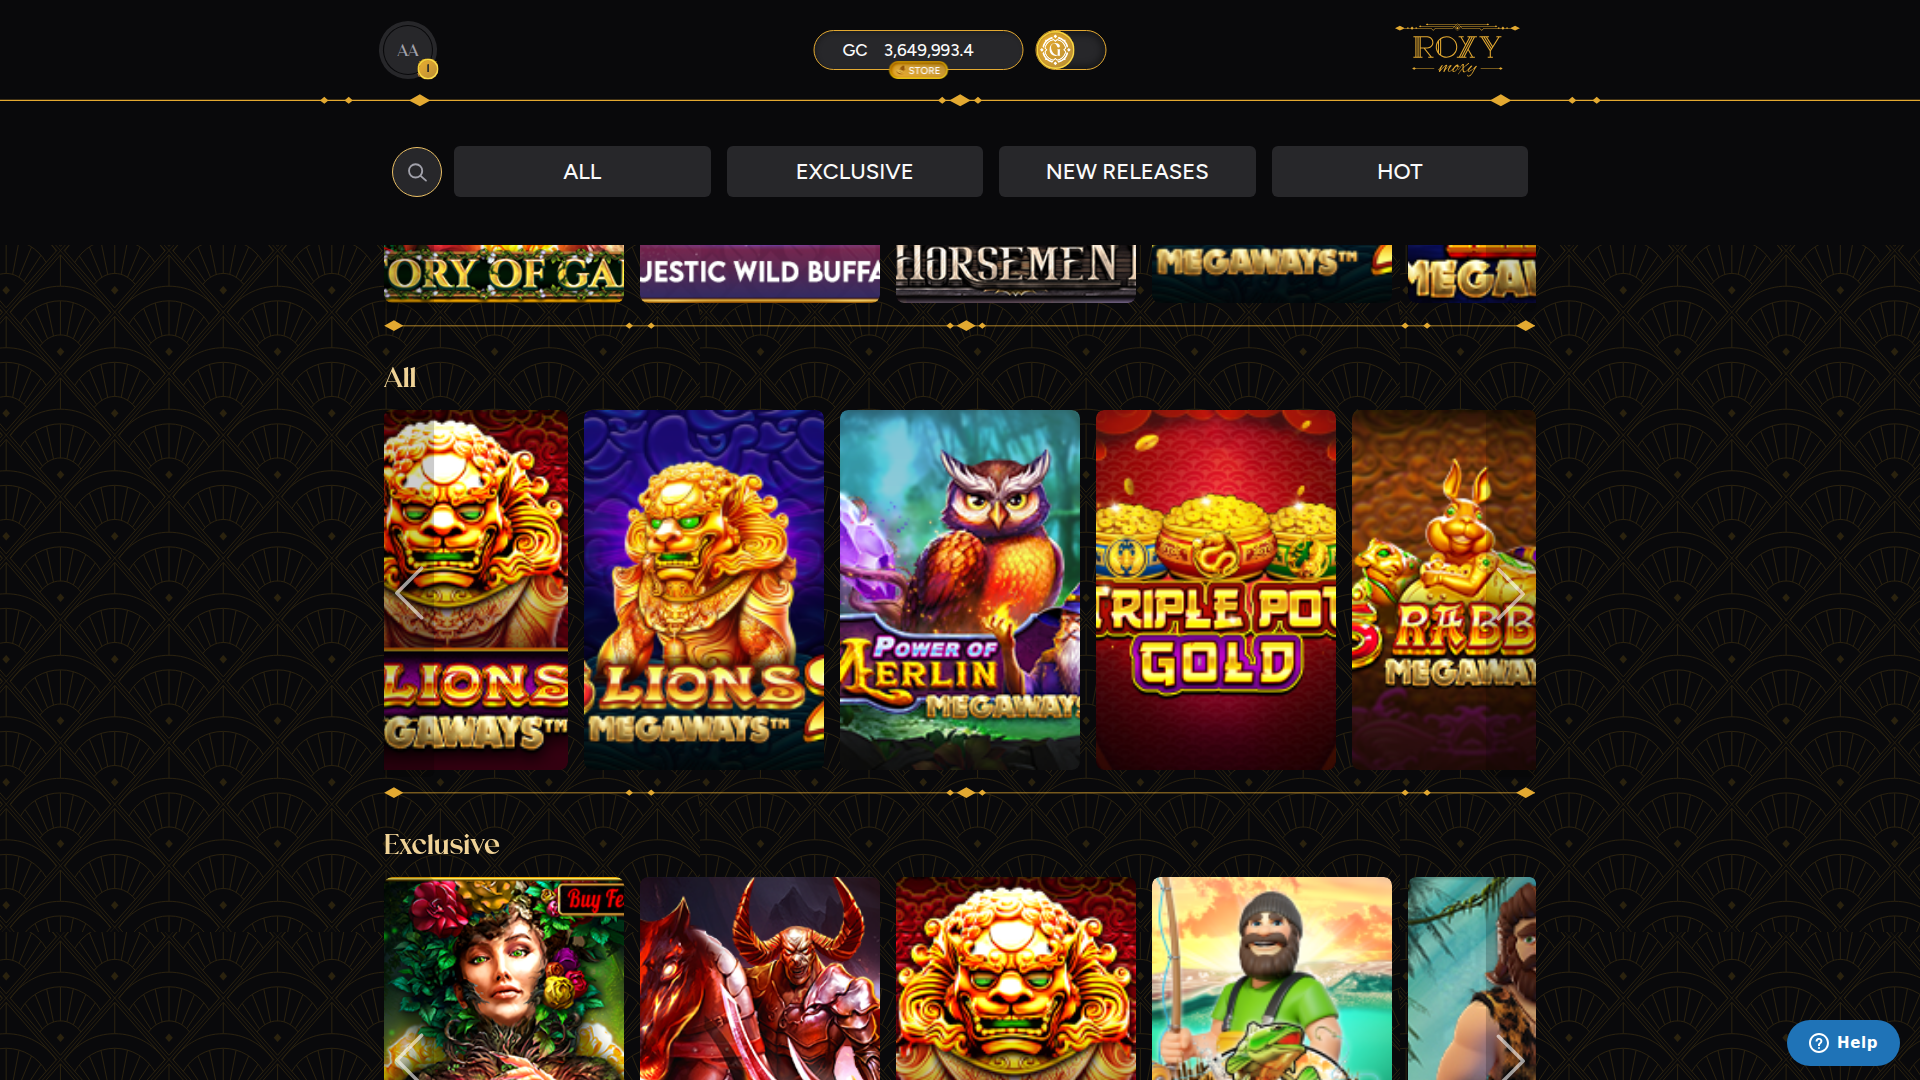 AA
GC 3,649,993.4
STORE
G
ROXY
moxy
ALL
EXCLUSIVE
NEW RELEASES
HOT
ORY OF GA
JESTIC WILD BUFFA
HORSEMEN
MEGAWAYS™
MEGAW
All
LIONS
GAWAYS™
LIONS
MEGAWAYS™
POWER OF
MERLIN
MEGAWAYS
TRIPLE POT
GOLD
RABB
MEGAWAY
Exclusive
Buy Fe
Help